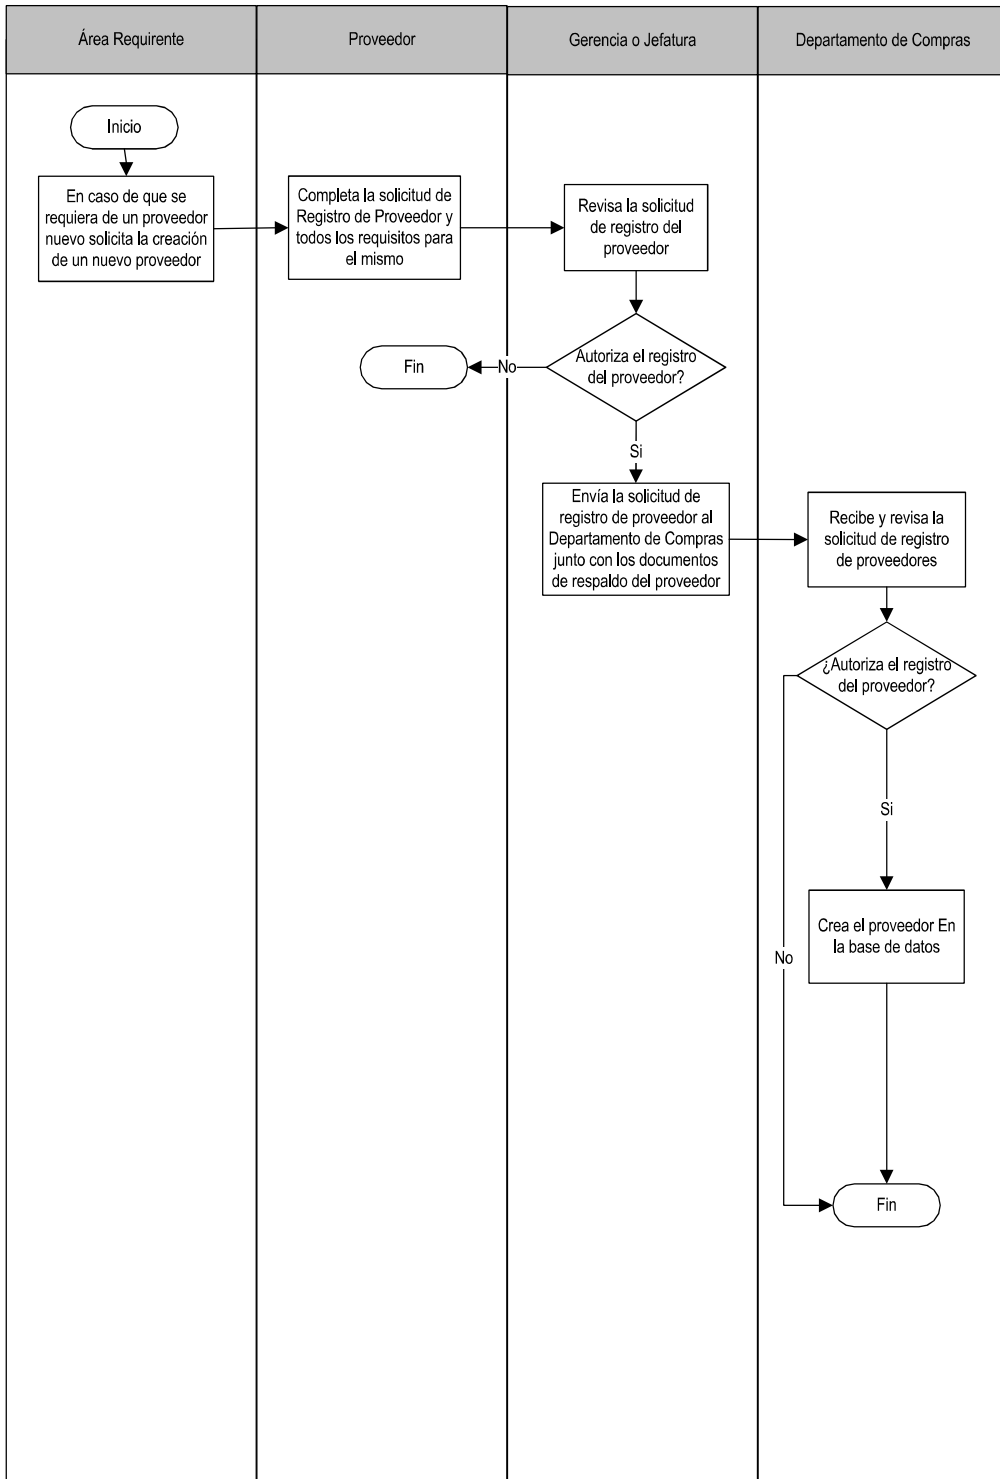 Área Requirente
Proveedor
Gerencia o Jefatura
Departamento de Compras
Inicio
En caso de que se
requiera de un proveedor
nuevo solicita la creación
de un nuevo proveedor
Completa la solicitud de
Registro de Proveedor y
todos los requisitos para
el mismo
Revisa la solicitud
de registro del
proveedor
Autoriza el registro
del proveedor?
No
Fin
Si
Envía la solicitud de
registro de proveedor al
Departamento de Compras
junto con los documentos
de respaldo del proveedor
Recibe y revisa la
solicitud de registro
de proveedores
¿Autoriza el registro
del proveedor?
Si
Crea el proveedor En
la base de datos
No
Fin